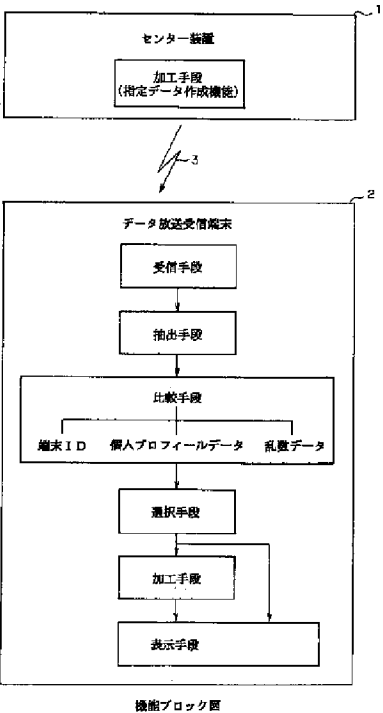 1
センター装置
加工手段
(指定データ作成機能)
3
2
データ放送受信端末
受信手段
抽出手段
比較手段
端末ID 個人プロフィールデータ 乱数データ
選択手段
加工手段
表示手段
機能ブロック図